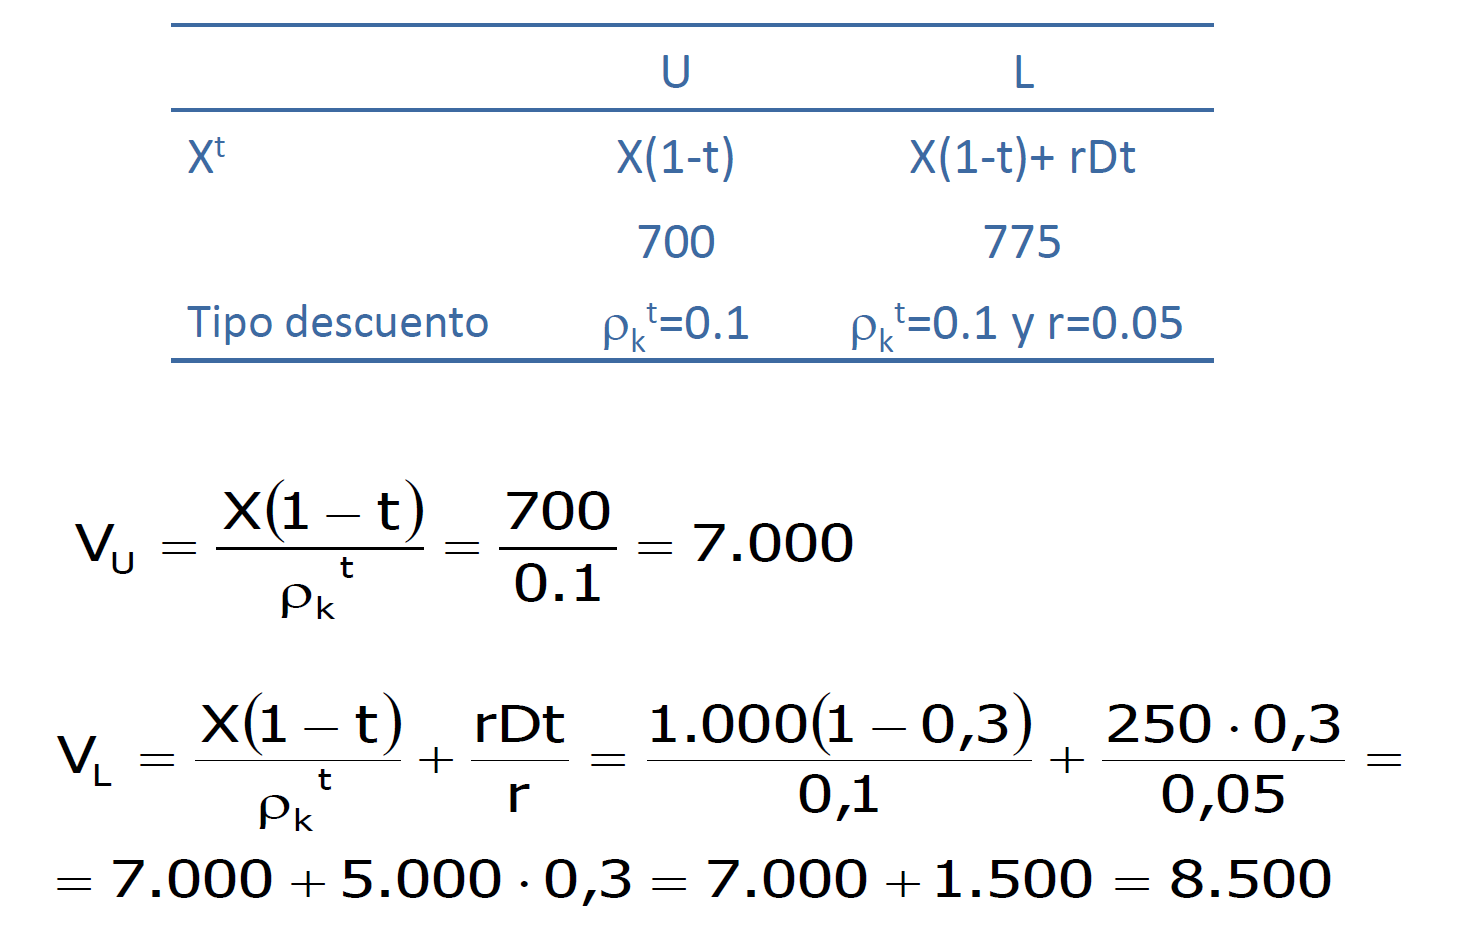 U L
Xᵗ X(1-t) X(1-t)+ rDt
700 775
Tipo descuento ρₖᵗ=0.1 ρₖᵗ=0.1 y r=0.05
V_U = X(1 − t) / ρₖᵗ = 700 / 0.1 = 7.000
V_L = X(1 − t) / ρₖᵗ + rDt / r = 1.000(1 − 0,3) / 0,1 + 250 · 0,3 / 0,05 =
= 7.000 + 5.000 · 0,3 = 7.000 + 1.500 = 8.500